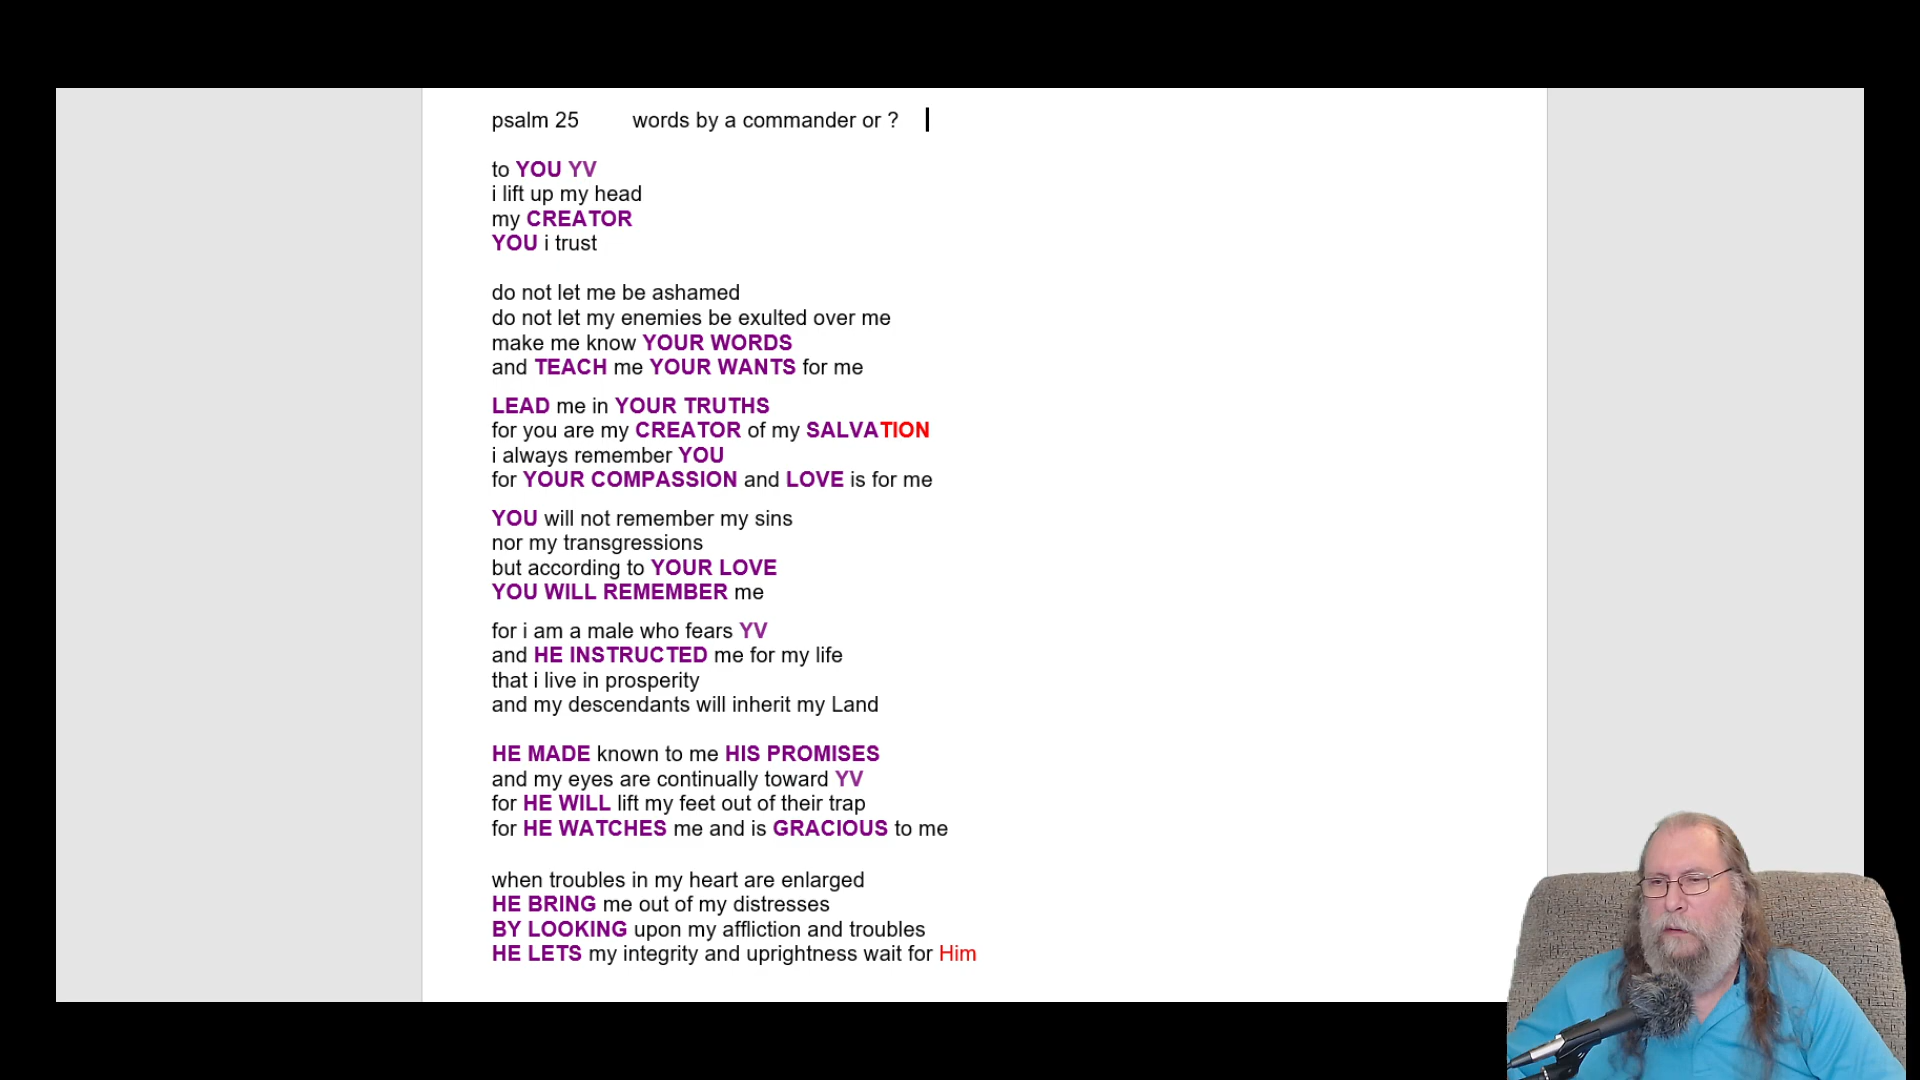 psalm 25 words by a commander or ?
to YOU YV
i lift up my head
my CREATOR
YOU i trust
do not let me be ashamed
do not let my enemies be exulted over me
make me know YOUR WORDS
and TEACH me YOUR WANTS for me
LEAD me in YOUR TRUTHS
for you are my CREATOR of my SALVATION
i always remember YOU
for YOUR COMPASSION and LOVE is for me
YOU will not remember my sins
nor my transgressions
but according to YOUR LOVE
YOU WILL REMEMBER me
for i am a male who fears YV
and HE INSTRUCTED me for my life
that i live in prosperity
and my descendants will inherit my Land
HE MADE known to me HIS PROMISES
and my eyes are continually toward YV
for HE WILL lift my feet out of their trap
for HE WATCHES me and is GRACIOUS to me
when troubles in my heart are enlarged
HE BRING me out of my distresses
BY LOOKING upon my affliction and troubles
HE LETS my integrity and uprightness wait for Him